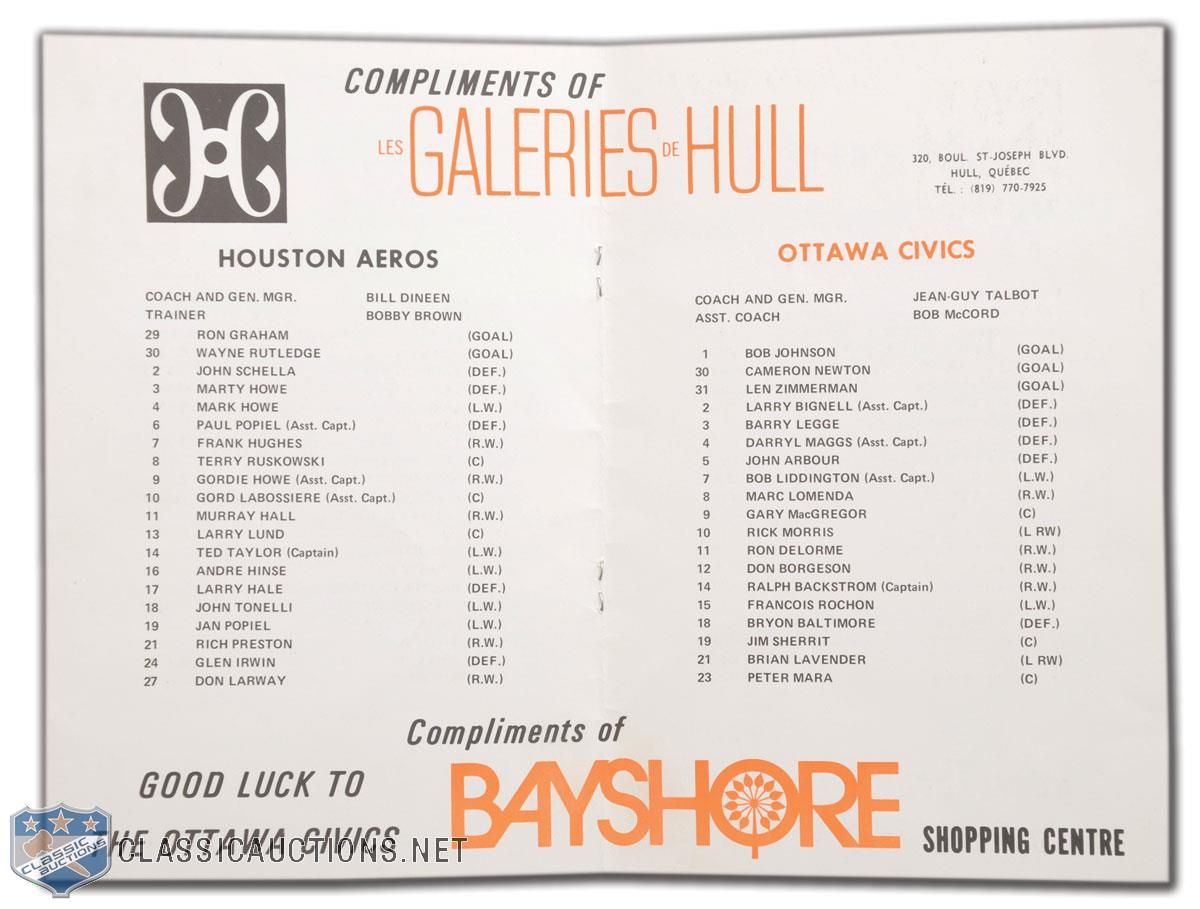 COMPLIMENTS OF
LES GALERIES DE HULL
320, BOUL. ST-JOSEPH BLVD.
HULL, QUÉBEC
TÉL. : (819) 770-7925
HOUSTON AEROS
COACH AND GEN. MGR. BILL DINEEN
TRAINER BOBBY BROWN
29 RON GRAHAM (GOAL)
30 WAYNE RUTLEDGE (GOAL)
2 JOHN SCHELLA (DEF.)
3 MARTY HOWE (DEF.)
4 MARK HOWE (L.W.)
6 PAUL POPIEL (Asst. Capt.) (DEF.)
7 FRANK HUGHES (R.W.)
8 TERRY RUSKOWSKI (C)
9 GORDIE HOWE (Asst. Capt.) (R.W.)
10 GORD LABOSSIERE (Asst. Capt.) (C)
11 MURRAY HALL (R.W.)
13 LARRY LUND (C)
14 TED TAYLOR (Captain) (L.W.)
16 ANDRE HINSE (L.W.)
17 LARRY HALE (DEF.)
18 JOHN TONELLI (L.W.)
19 JAN POPIEL (L.W.)
21 RICH PRESTON (R.W.)
24 GLEN IRWIN (DEF.)
27 DON LARWAY (R.W.)
OTTAWA CIVICS
COACH AND GEN. MGR. JEAN-GUY TALBOT
ASST. COACH BOB McCORD
1 BOB JOHNSON (GOAL)
30 CAMERON NEWTON (GOAL)
31 LEN ZIMMERMAN (GOAL)
2 LARRY BIGNELL (Asst. Capt.) (DEF.)
3 BARRY LEGGE (DEF.)
4 DARRYL MAGGS (Asst. Capt.) (DEF.)
5 JOHN ARBOUR (DEF.)
7 BOB LIDDINGTON (Asst. Capt.) (L.W.)
8 MARC LOMENDA (R.W.)
9 GARY MacGREGOR (C)
10 RICK MORRIS (L RW)
11 RON DELORME (R.W.)
12 DON BORGESON (R.W.)
14 RALPH BACKSTROM (Captain) (R.W.)
15 FRANCOIS ROCHON (L.W.)
18 BRYON BALTIMORE (DEF.)
19 JIM SHERRIT (C)
21 BRIAN LAVENDER (L RW)
23 PETER MARA (C)
Compliments of
BAYSHORE
SHOPPING CENTRE
GOOD LUCK TO
THE OTTAWA CIVICS
CLASSIC AUCTIONS
CLASSICAUCTIONS.NET